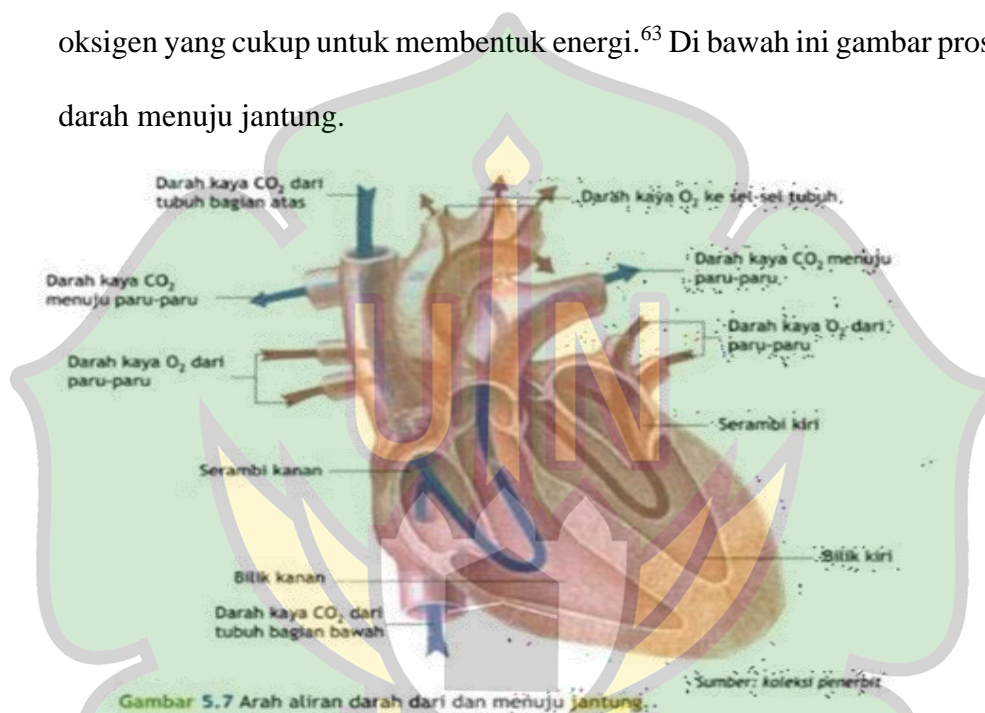 oksigen yang cukup untuk membentuk energi.⁶³ Di bawah ini gambar
darah menuju jantung.
Darah kaya CO₂ dari
tubuh bagian atas
Darah kaya O₂ ke sel-sel tubuh
Darah kaya CO₂
menuju paru-paru
Darah kaya CO₂ menuju
paru-paru
Darah kaya O₂ dari
paru-paru
Darah kaya O₂ dari
paru-paru
Serambi kiri
Serambi kanan
Bilik kiri
Bilik kanan
Darah kaya CO₂ dari
tubuh bagian bawah
Sumber: koleksi penerbit
Gambar 5.7 Arah aliran darah dari dan menuju jantung.
UIN